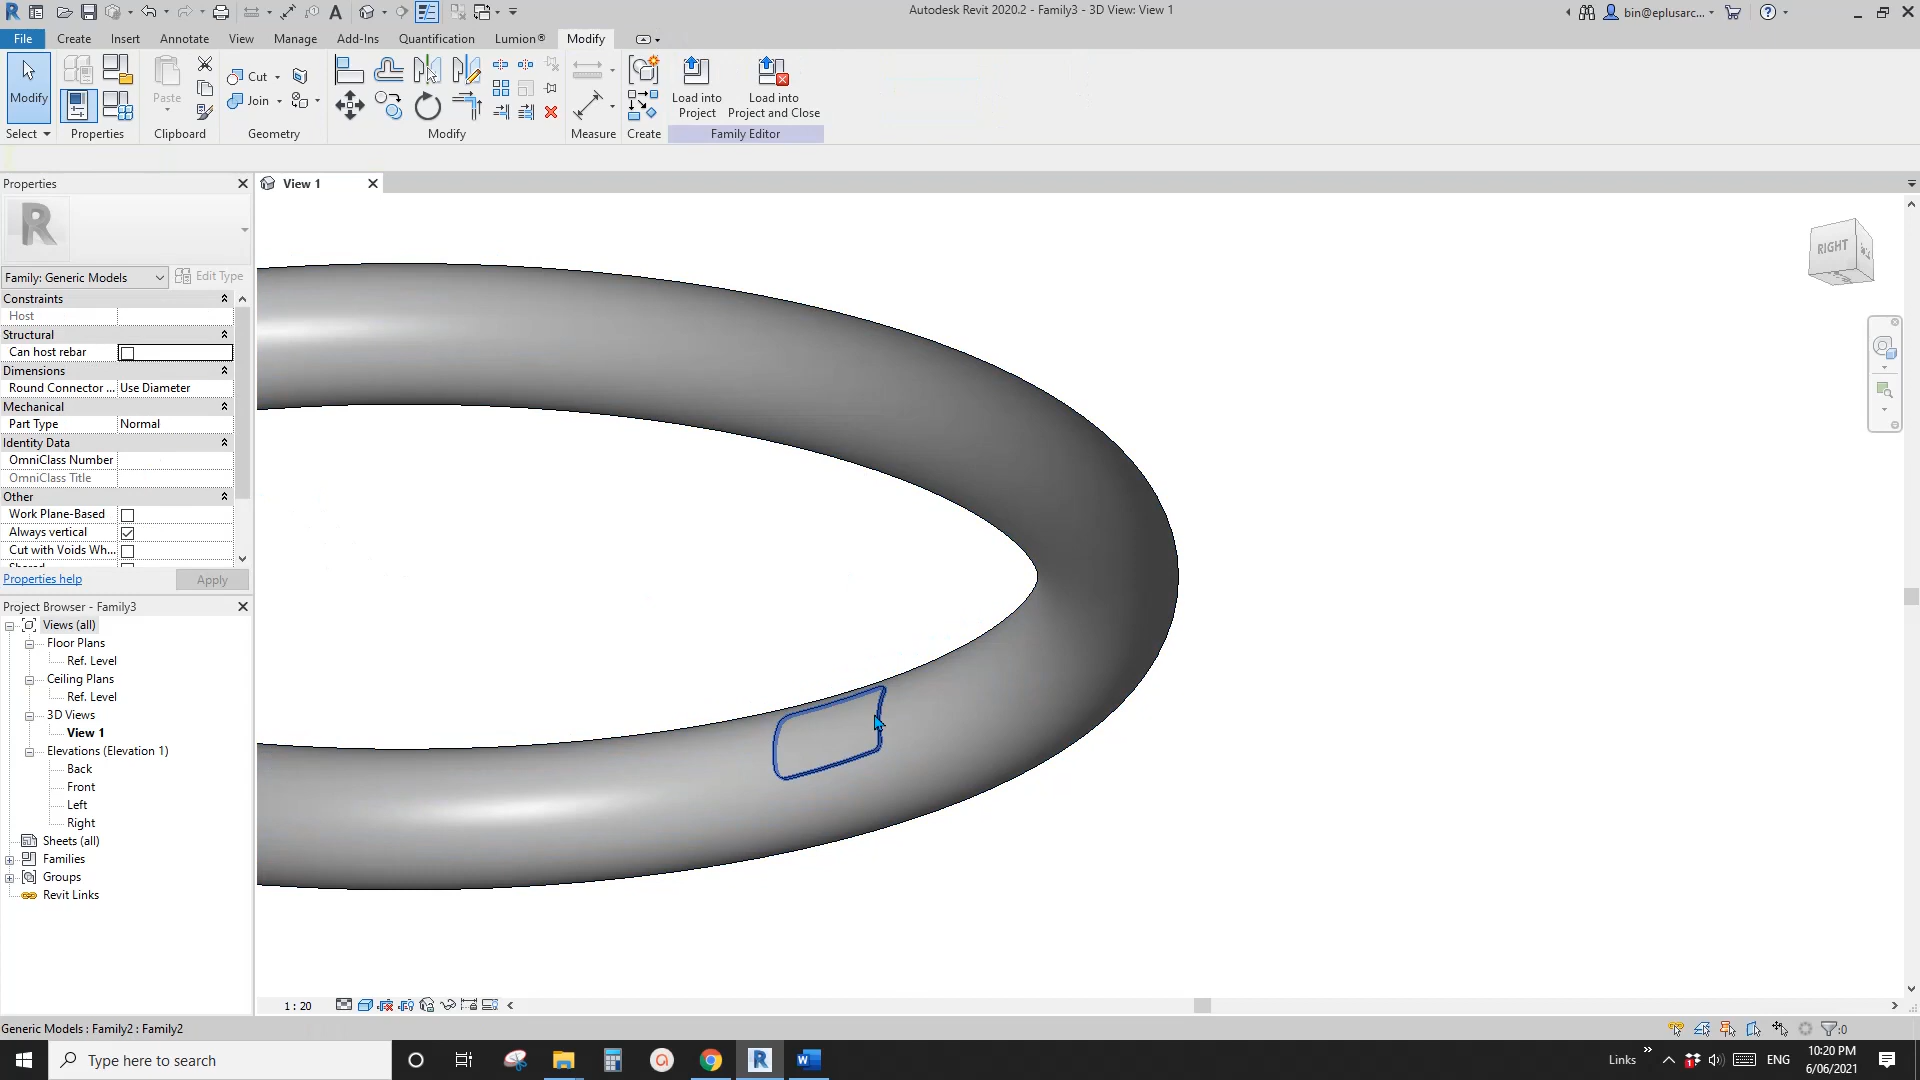 Autodesk Revit 2020.2 - Family3 - 3D View: View 1
bin@eplusarc...
File Create Insert Annotate View Manage Add-Ins Quantification Lumion® Modify
Modify
Paste
Cut
Join
Load into Project
Load into Project and Close
Select Properties Clipboard Geometry Modify Measure Create Family Editor
Properties
View 1
RIGHT
Family: Generic Models
Edit Type
Constraints
Host
Structural
Can host rebar
Dimensions
Round Connector ... Use Diameter
Mechanical
Part Type Normal
Identity Data
OmniClass Number
OmniClass Title
Other
Work Plane-Based
Always vertical
Cut with Voids Wh...
Shared
Properties help
Apply
Project Browser - Family3
Views (all)
Floor Plans
Ref. Level
Ceiling Plans
Ref. Level
3D Views
View 1
Elevations (Elevation 1)
Back
Front
Left
Right
Sheets (all)
Families
Groups
Revit Links
1 : 20
Generic Models : Family2 : Family2
:0
Type here to search
Links
ENG
10:20 PM
6/06/2021